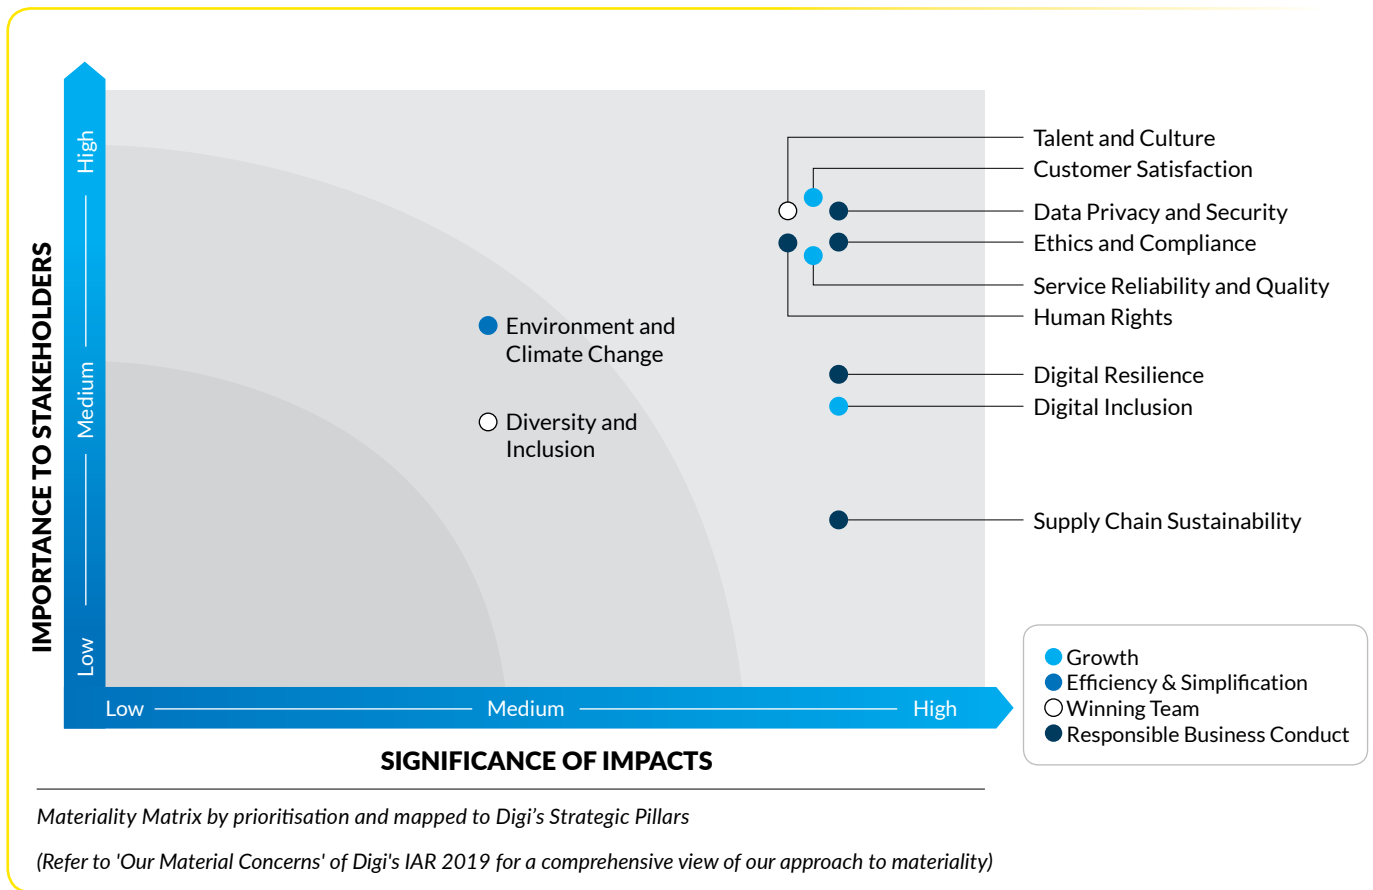 IMPORTANCE TO STAKEHOLDERS
High
Medium
Low
Talent and Culture
Customer Satisfaction
Data Privacy and Security
Ethics and Compliance
Service Reliability and Quality
Human Rights
Environment and
Climate Change
Digital Resilience
Digital Inclusion
Diversity and
Inclusion
Supply Chain Sustainability
Growth
Efficiency & Simplification
Winning Team
Responsible Business Conduct
Low
Medium
High
SIGNIFICANCE OF IMPACTS
Materiality Matrix by prioritisation and mapped to Digi’s Strategic Pillars
(Refer to 'Our Material Concerns' of Digi's IAR 2019 for a comprehensive view of our approach to materiality)